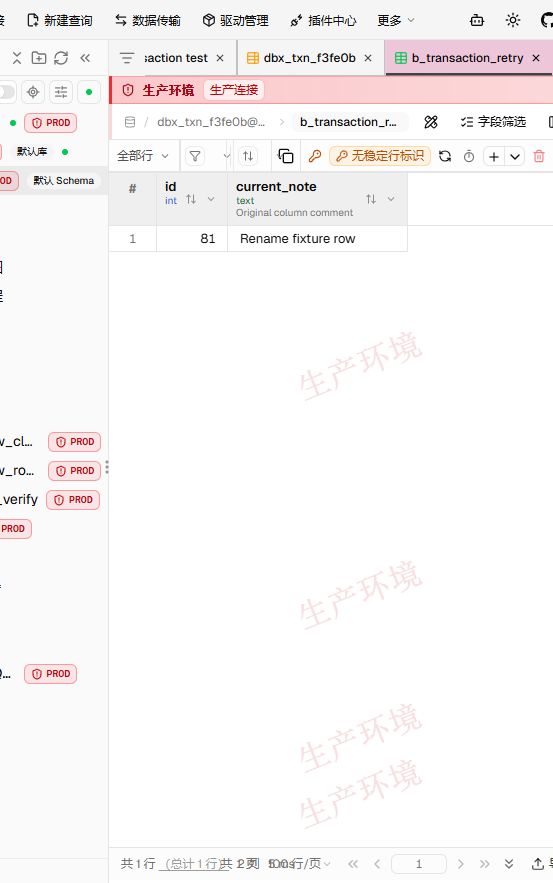 新建查询 数据传输 驱动管理 插件中心 更多
saction test dbx_txn_f3fe0b b_transaction_retry
生产环境 生产连接
PROD
dbx_txn_f3fe0b@... b_transaction_r... 字段筛选
默认库
全部行 无稳定行标识
默认 Schema
# id current_note
int text
Original column comment
1 81 Rename fixture row
生产环境
w_cl... PROD
w_ro... PROD
_verify PROD
PROD
生产环境
PROD
生产环境
生产环境
共1行 (总计1行) 1